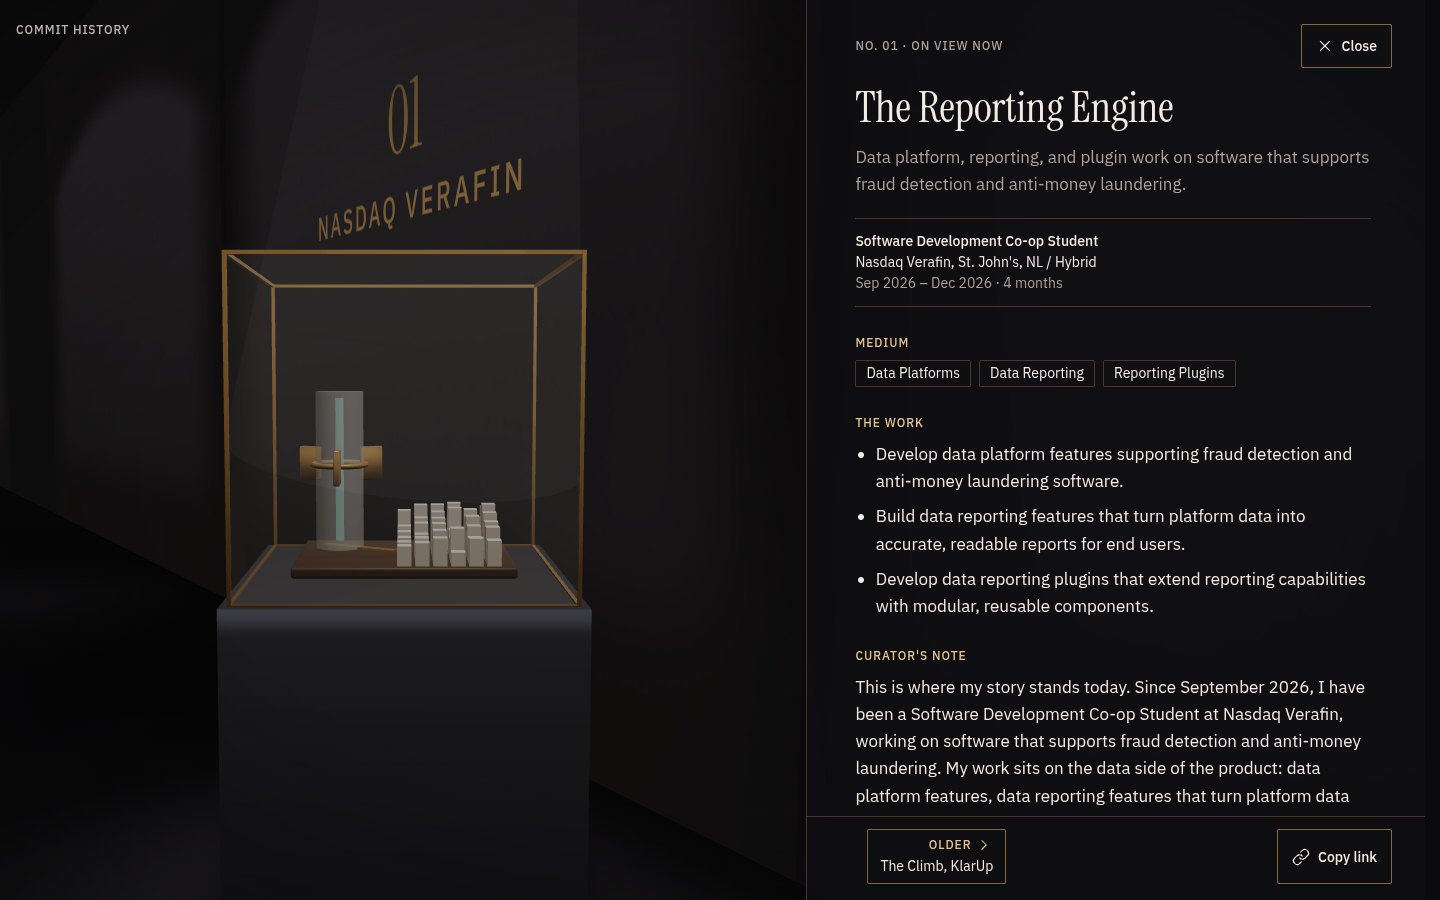 COMMIT HISTORY
01
NASDAQ VERAFIN
NO. 01 · ON VIEW NOW
Close
The Reporting Engine
Data platform, reporting, and plugin work on software that supports
fraud detection and anti-money laundering.
Software Development Co-op Student
Nasdaq Verafin, St. John's, NL / Hybrid
Sep 2026 – Dec 2026 · 4 months
MEDIUM
Data Platforms
Data Reporting
Reporting Plugins
THE WORK
• Develop data platform features supporting fraud detection and
anti-money laundering software.
• Build data reporting features that turn platform data into
accurate, readable reports for end users.
• Develop data reporting plugins that extend reporting capabilities
with modular, reusable components.
CURATOR'S NOTE
This is where my story stands today. Since September 2026, I have
been a Software Development Co-op Student at Nasdaq Verafin,
working on software that supports fraud detection and anti-money
laundering. My work sits on the data side of the product: data
platform features, data reporting features that turn platform data
OLDER
The Climb, KlarUp
Copy link